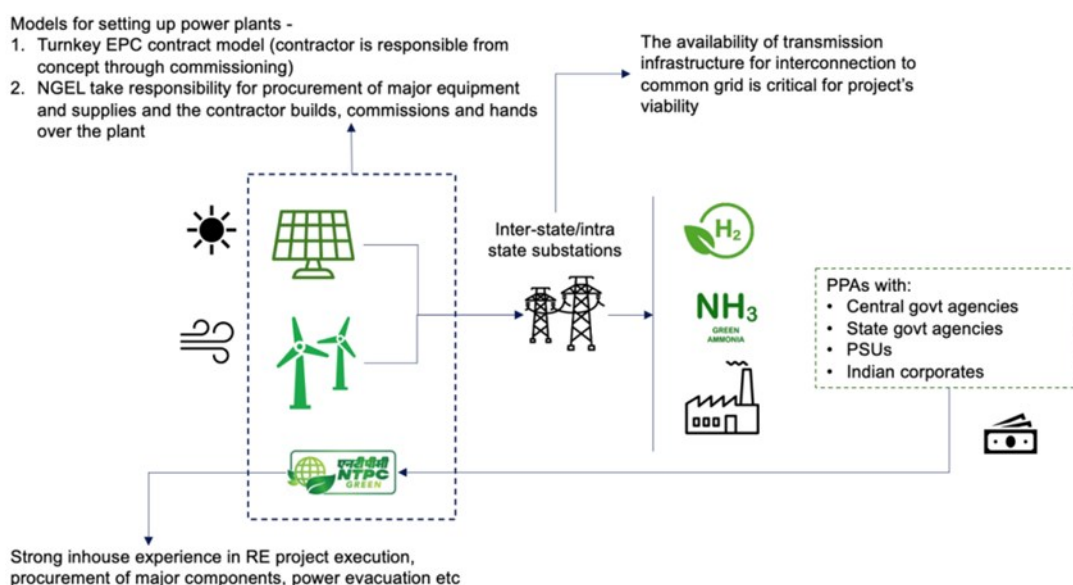 Models for setting up power plants -
1. Turnkey EPC contract model (contractor is responsible from
concept through commissioning)
2. NGEL take responsibility for procurement of major equipment
and supplies and the contractor builds, commissions and hands
over the plant
The availability of transmission
infrastructure for interconnection to
common grid is critical for project's
viability
Inter-state/intra
state substations
H2
NH3
GREEN
AMMONIA
PPAs with:
• Central govt agencies
• State govt agencies
• PSUs
• Indian corporates
एनटीपीसी
NTPC
GREEN
Strong inhouse experience in RE project execution,
procurement of major components, power evacuation etc